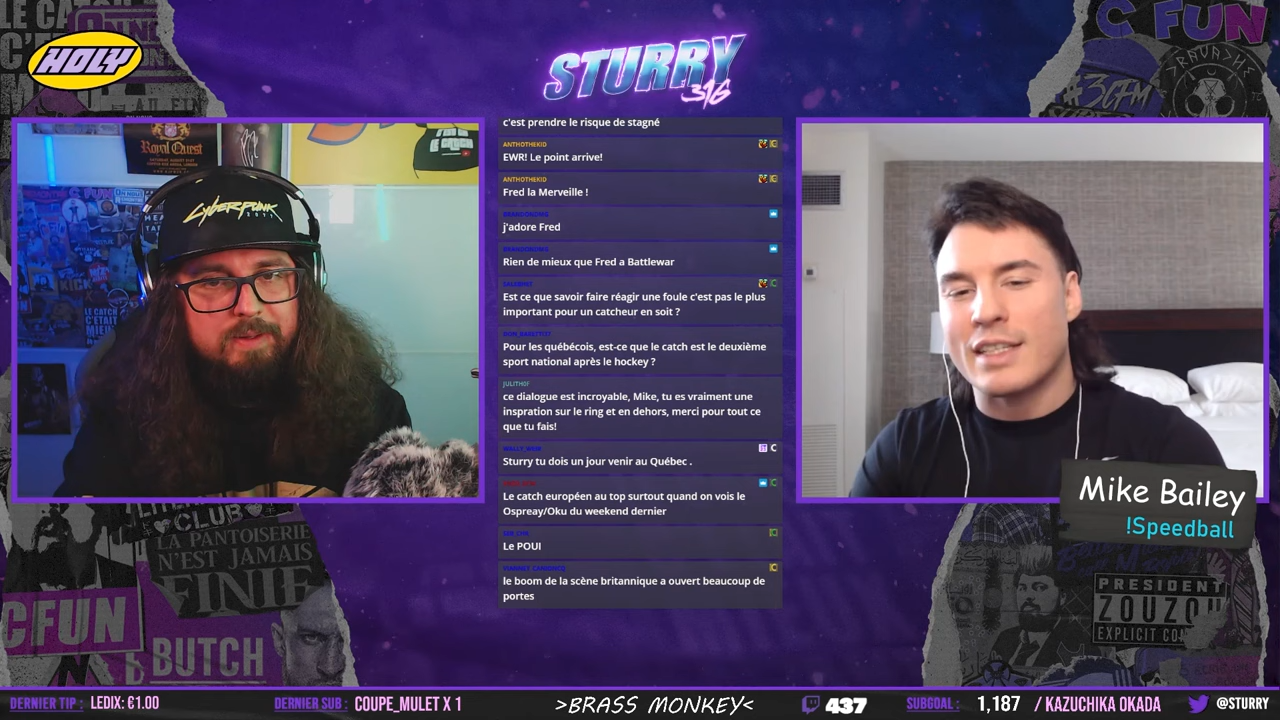 HOLY
STURRY
316
C FUN
#3CFM
Royal Quest
CYBERPUNK
2077
c'est prendre le risque de stagné
ANTHOTHEKID
EWR! Le point arrive!
ANTHOTHEKID
Fred la Merveille !
j'adore Fred
Rien de mieux que Fred a Battlewar
Est ce que savoir faire réagir une foule c'est pas le plus
important pour un catcheur en soit ?
Pour les québécois, est-ce que le catch est le deuxième
sport national après le hockey ?
JULITHIIF
ce dialogue est incroyable, Mike, tu es vraiment une
inspration sur le ring et en dehors, merci pour tout ce
que tu fais!
Sturry tu dois un jour venir au Québec .
Le catch européen au top surtout quand on vois le
Ospreay/Oku du weekend dernier
Le POUI
le boom de la scène britannique a ouvert beaucoup de
portes
Mike Bailey
!Speedball
CLUB
LA PANTOISERIE
N'EST JAMAIS
FINIE
CFUN
BUTCH
PRESIDENT
ZOUZOU
EXPLICIT
DERNIER TIP : LEDIX: €1.00
DERNIER SUB : COUPE_MULET X 1
>BRASS MONKEY<
437
SUBGOAL : 1,187 / KAZUCHIKA OKADA
@STURRY